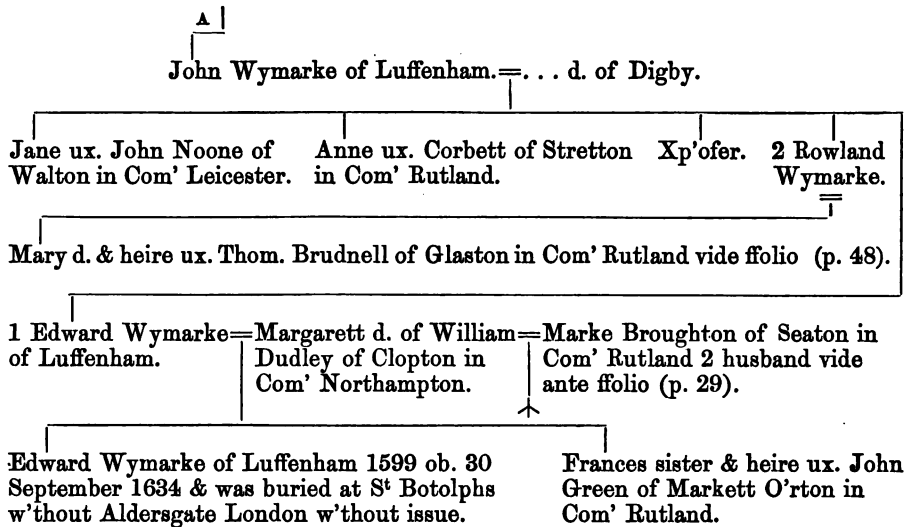 A
John Wymarke of Luffenham.=. . . d. of Digby.
Jane ux. John Noone of
Walton in Com' Leicester.
Anne ux. Corbett of Stretton
in Com' Rutland.
Xp'ofer.
2 Rowland
Wymarke.
=
Mary d. & heire ux. Thom. Brudnell of Glaston in Com' Rutland vide ffolio (p. 48).
1 Edward Wymarke=Margarett d. of William=Marke Broughton of Seaton in
of Luffenham.
Dudley of Clopton in
Com' Northampton.
Com' Rutland 2 husband vide
ante ffolio (p. 29).
Edward Wymarke of Luffenham 1599 ob. 30
September 1634 & was buried at St Botolphs
w'thout Aldersgate London w'thout issue.
Frances sister & heire ux. John
Green of Markett O'rton in
Com' Rutland.